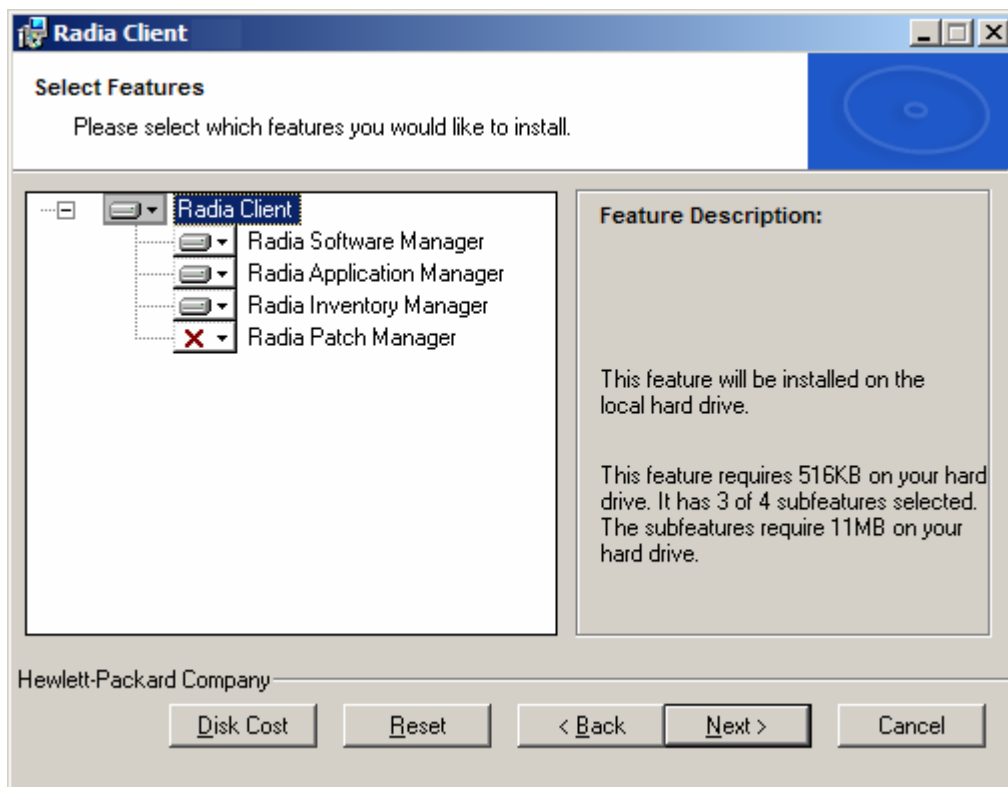 Radia Client
Select Features
Please select which features you would like to install.
Radia Client
Radia Software Manager
Radia Application Manager
Radia Inventory Manager
Radia Patch Manager
Feature Description:
This feature will be installed on the
local hard drive.
This feature requires 516KB on your hard
drive. It has 3 of 4 subfeatures selected.
The subfeatures require 11MB on your
hard drive.
Hewlett-Packard Company
Disk Cost
Reset
< Back
Next >
Cancel